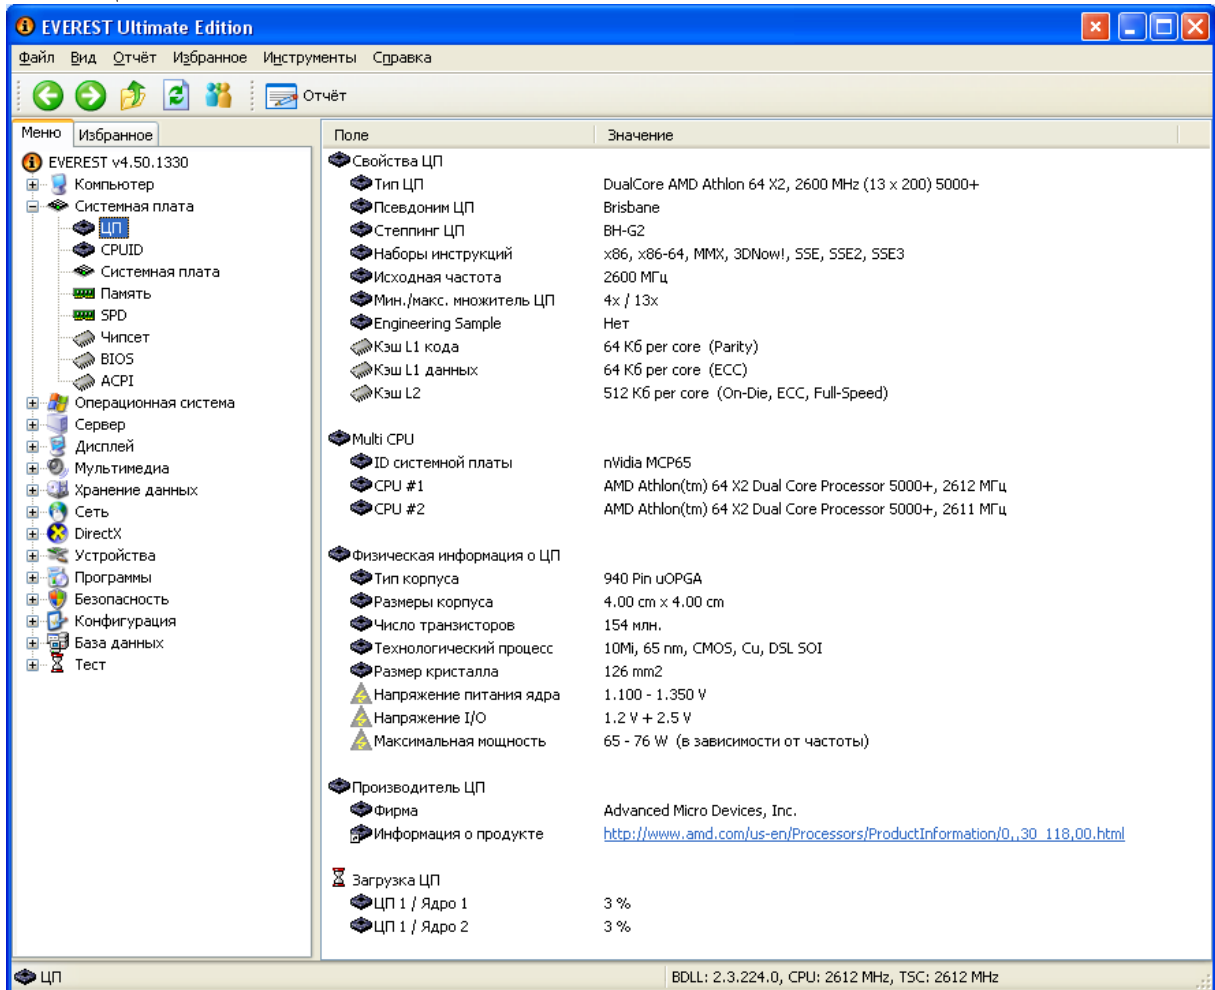 EVEREST Ultimate Edition
Файл Вид Отчёт Избранное Инструменты Справка
Отчёт
Меню Избранное
EVEREST v4.50.1330
Компьютер
Системная плата
ЦП
CPUID
Системная плата
Память
SPD
Чипсет
BIOS
ACPI
Операционная система
Сервер
Дисплей
Мультимедиа
Хранение данных
Сеть
DirectX
Устройства
Программы
Безопасность
Конфигурация
База данных
Тест
Поле Значение
Свойства ЦП
Тип ЦП DualCore AMD Athlon 64 X2, 2600 MHz (13 x 200) 5000+
Псевдоним ЦП Brisbane
Степпинг ЦП BH-G2
Наборы инструкций x86, x86-64, MMX, 3DNow!, SSE, SSE2, SSE3
Исходная частота 2600 МГц
Мин./макс. множитель ЦП 4x / 13x
Engineering Sample Нет
Кэш L1 кода 64 Кб per core (Parity)
Кэш L1 данных 64 Кб per core (ECC)
Кэш L2 512 Кб per core (On-Die, ECC, Full-Speed)
Multi CPU
ID системной платы nVidia MCP65
CPU #1 AMD Athlon(tm) 64 X2 Dual Core Processor 5000+, 2612 МГц
CPU #2 AMD Athlon(tm) 64 X2 Dual Core Processor 5000+, 2611 МГц
Физическая информация о ЦП
Тип корпуса 940 Pin uOPGA
Размеры корпуса 4.00 cm x 4.00 cm
Число транзисторов 154 млн.
Технологический процесс 10Mi, 65 nm, CMOS, Cu, DSL SOI
Размер кристалла 126 mm2
Напряжение питания ядра 1.100 - 1.350 V
Напряжение I/O 1.2 V + 2.5 V
Максимальная мощность 65 - 76 W (в зависимости от частоты)
Производитель ЦП
Фирма Advanced Micro Devices, Inc.
Информация о продукте http://www.amd.com/us-en/Processors/ProductInformation/0,,30_118,00.html
Загрузка ЦП
ЦП 1 / Ядро 1 3 %
ЦП 1 / Ядро 2 3 %
ЦП BDLL: 2.3.224.0, CPU: 2612 MHz, TSC: 2612 MHz